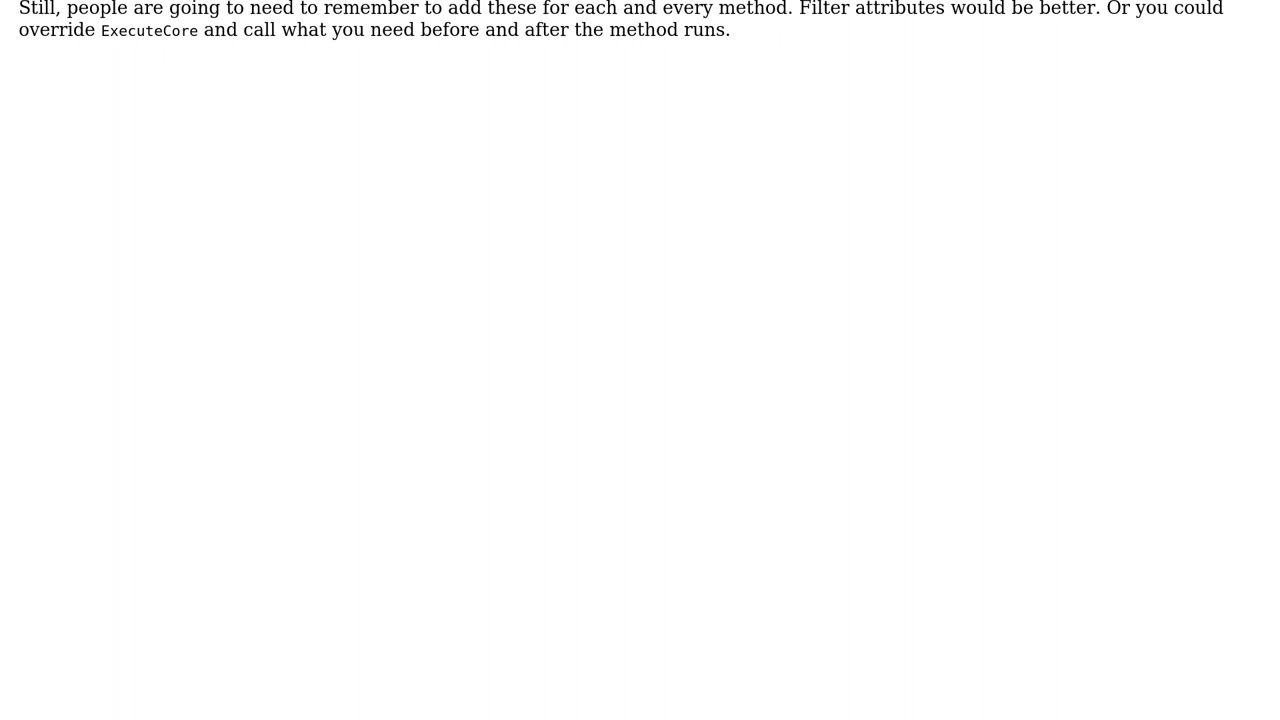 Still, people are going to need to remember to add these for each and every method. Filter attributes would be better. Or you could
override ExecuteCore and call what you need before and after the method runs.